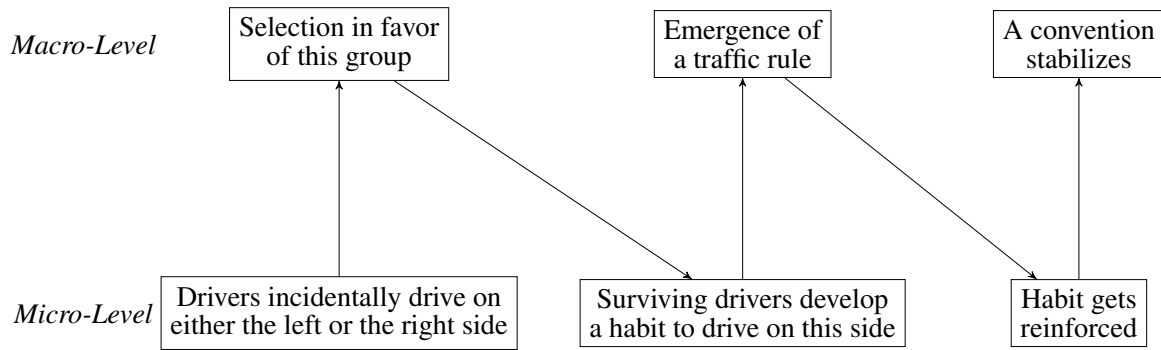 Macro-Level
Selection in favor
of this group
Emergence of
a traffic rule
A convention
stabilizes
Micro-Level
Drivers incidentally drive on
either the left or the right side
Surviving drivers develop
a habit to drive on this side
Habit gets
reinforced